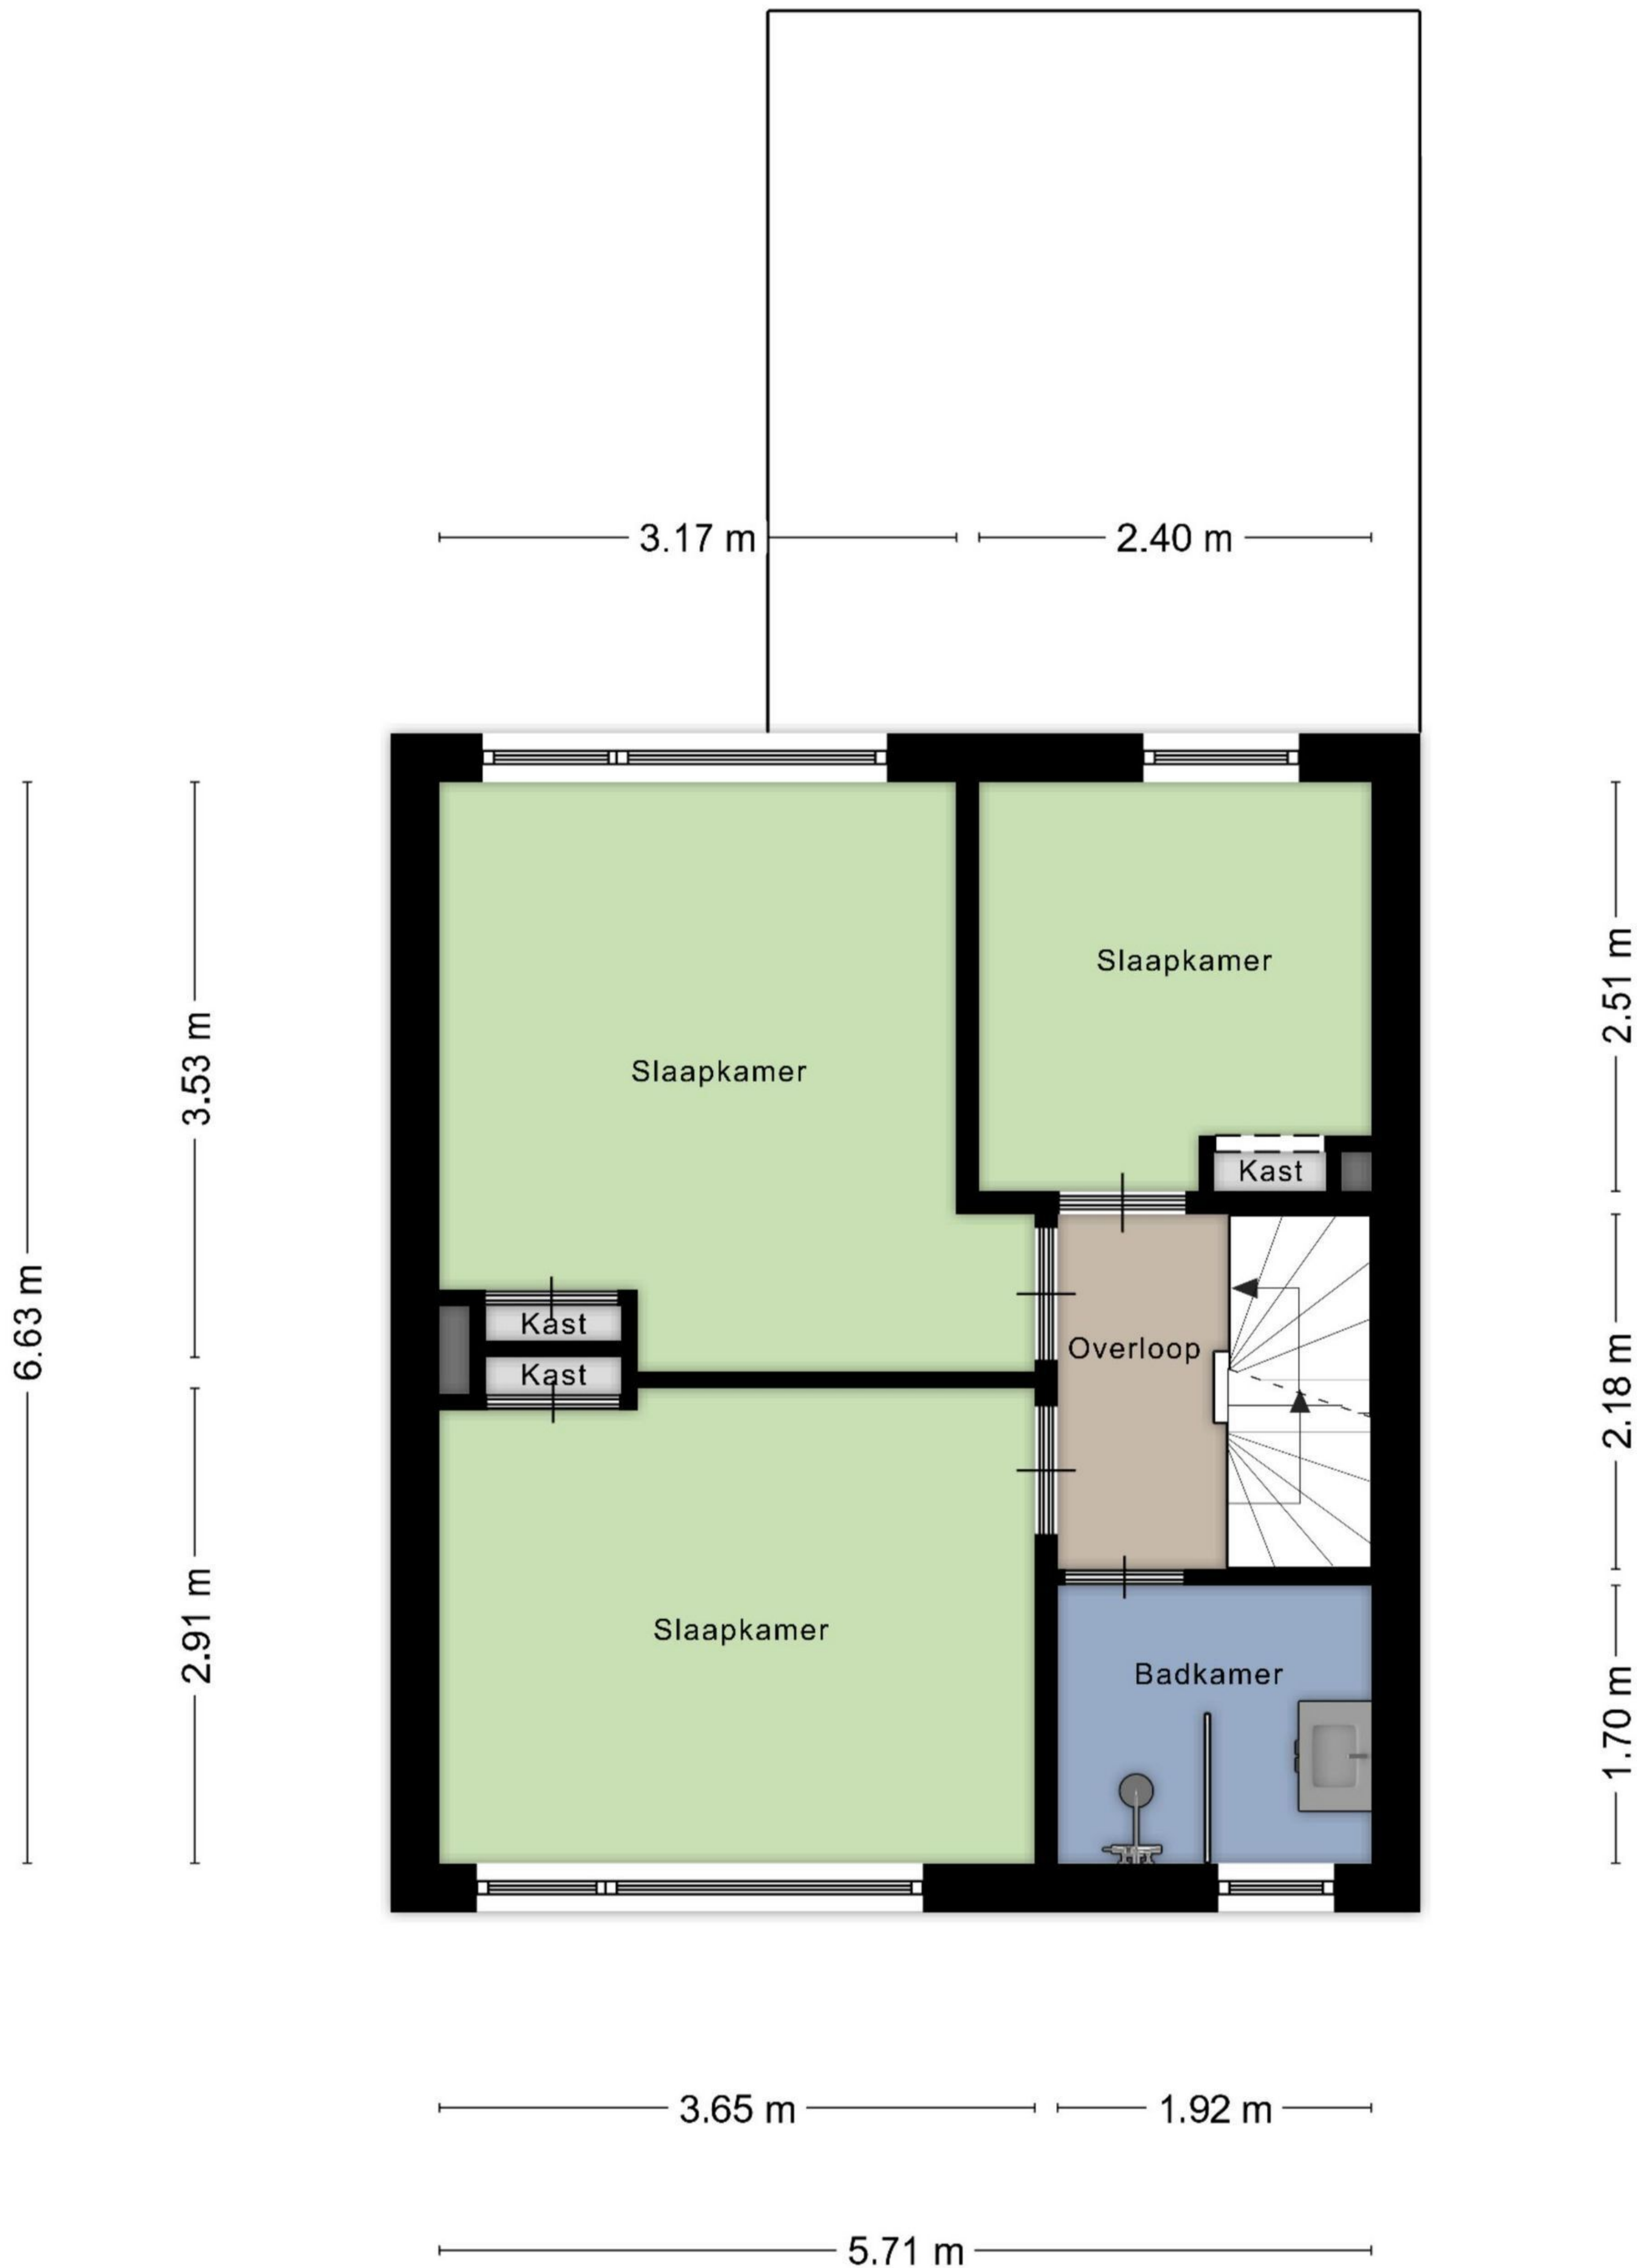 3.17 m
2.40 m
Slaapkamer
Slaapkamer
2.51 m
3.53 m
Kast
6.63 m
Kast
Overloop
Kast
2.18 m
2.91 m
Slaapkamer
Badkamer
1.70 m
3.65 m
1.92 m
5.71 m